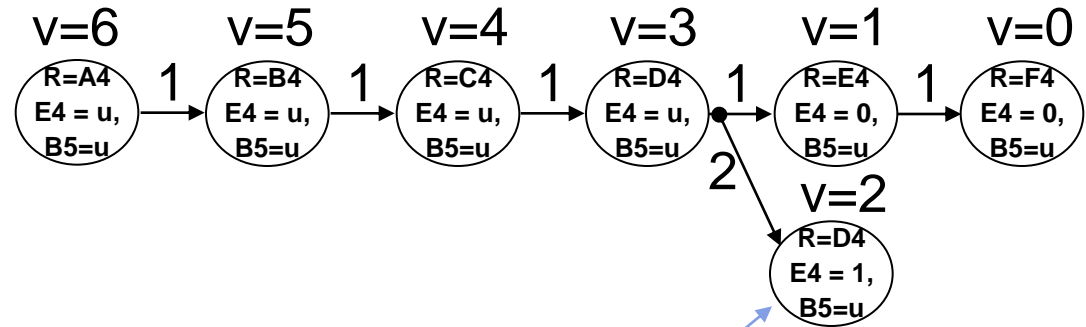 v=6 v=5 v=4 v=3 v=1 v=0
R=A4 1 R=B4 1 R=C4 1 R=D4 1 R=E4 1 R=F4
E4 = u, E4 = u, E4 = u, E4 = u, E4 = 0, E4 = 0,
B5=u B5=u B5=u B5=u B5=u B5=u
2 v=2
R=D4
E4 = 1,
B5=u